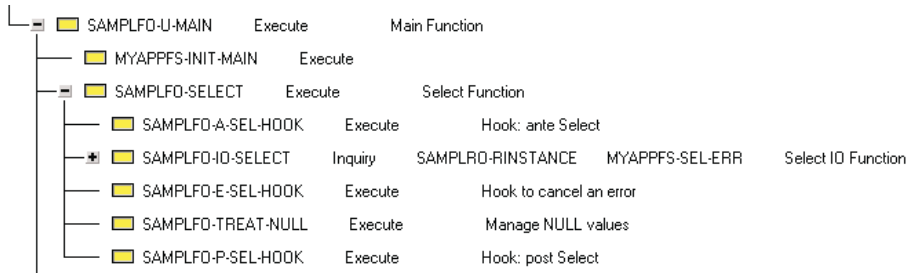 SAMPLFO-U-MAIN Execute Main Function
MYAPPFS-INIT-MAIN Execute
SAMPLFO-SELECT Execute Select Function
SAMPLFO-A-SEL-HOOK Execute Hook: ante Select
SAMPLFO-IO-SELECT Inquiry SAMPLRO-RINSTANCE MYAPPFS-SEL-ERR Select IO Function
SAMPLFO-E-SEL-HOOK Execute Hook to cancel an error
SAMPLFO-TREAT-NULL Execute Manage NULL values
SAMPLFO-P-SEL-HOOK Execute Hook: post Select